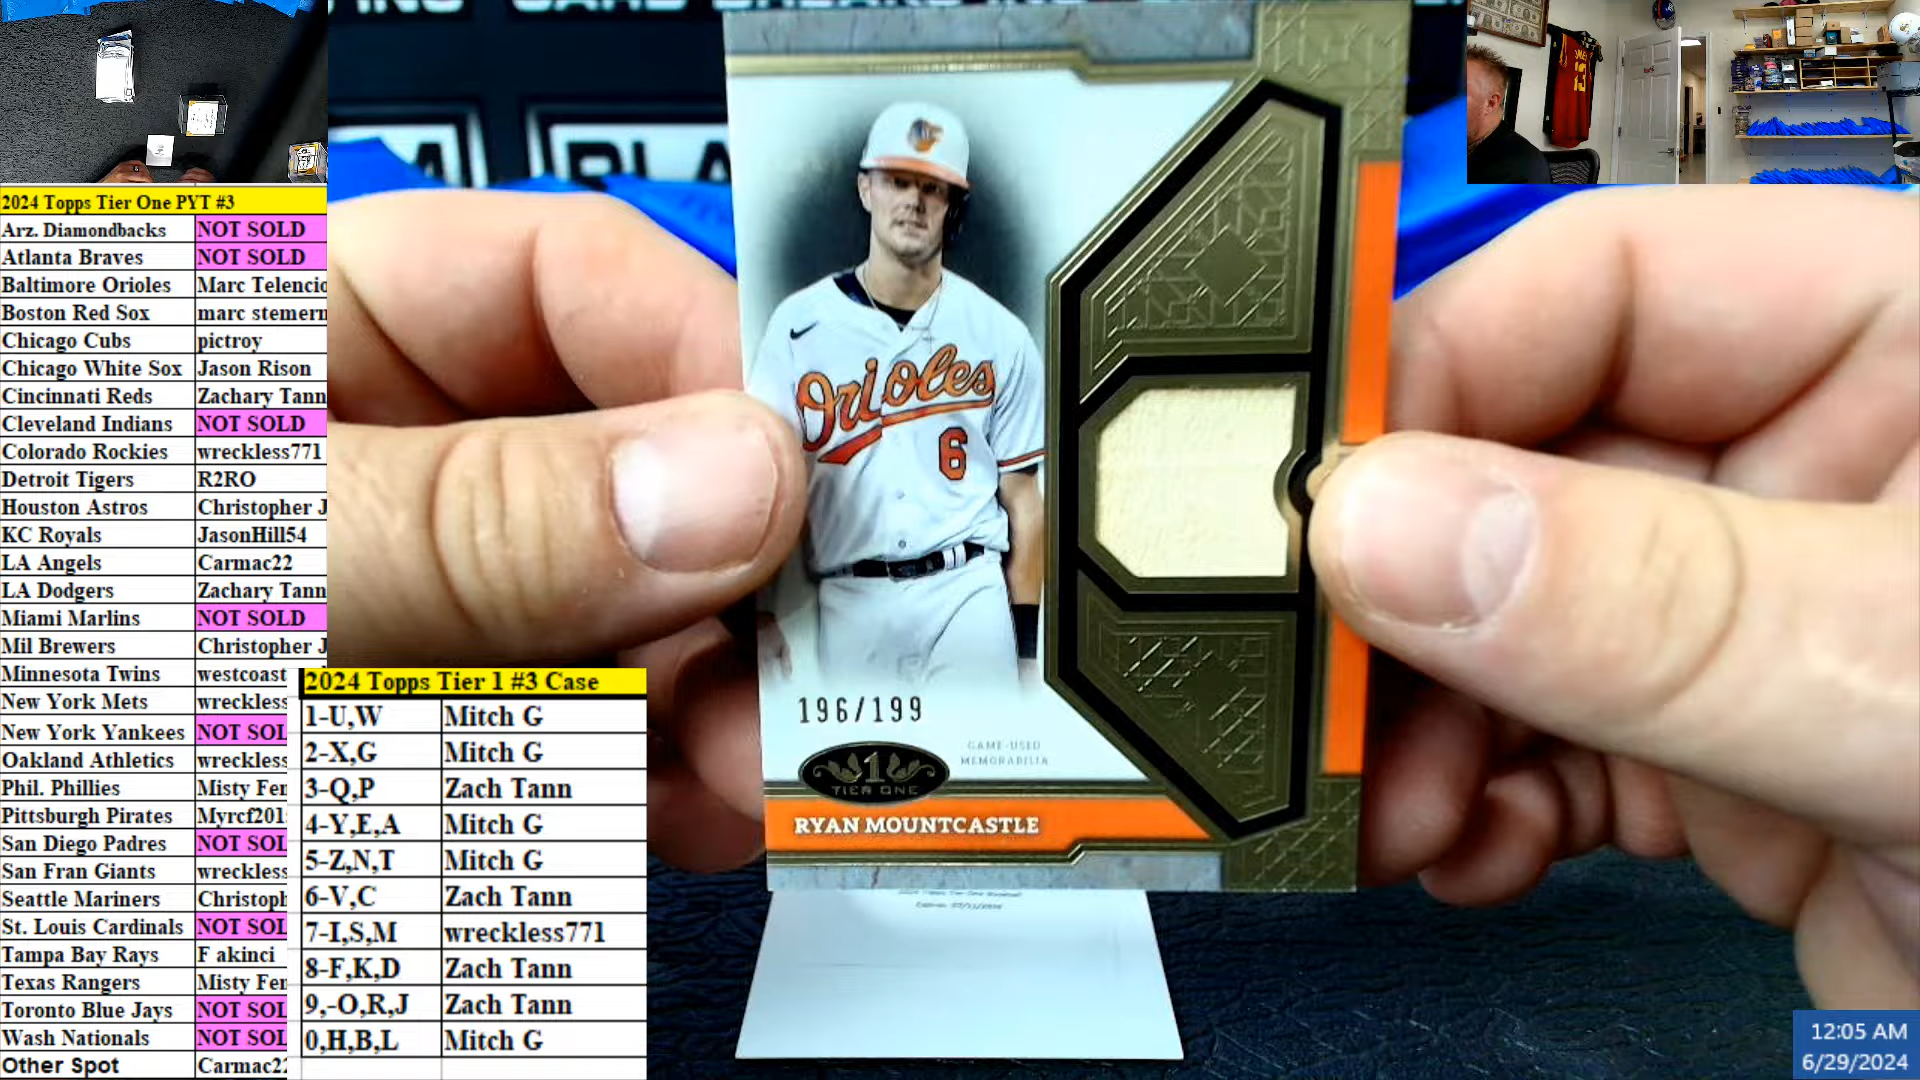 2024 Topps Tier One PYT #3
Arz. Diamondbacks NOT SOLD
Atlanta Braves NOT SOLD
Baltimore Orioles Marc Telencio
Boston Red Sox marc stemern
Chicago Cubs pictroy
Chicago White Sox Jason Rison
Cincinnati Reds Zachary Tann
Cleveland Indians NOT SOLD
Colorado Rockies wreckless771
Detroit Tigers R2RO
Houston Astros Christopher J
KC Royals JasonHill54
LA Angels Carmac22
LA Dodgers Zachary Tann
Miami Marlins NOT SOLD
Mil Brewers Christopher J
Minnesota Twins westcoast
New York Mets wreckless
New York Yankees NOT SOL
Oakland Athletics wreckless
Phil. Phillies Misty Fer
Pittsburgh Pirates Myrcf201
San Diego Padres NOT SOL
San Fran Giants wreckless
Seattle Mariners Christoph
St. Louis Cardinals NOT SOL
Tampa Bay Rays F akinci
Texas Rangers Misty Fer
Toronto Blue Jays NOT SOL
Wash Nationals NOT SOL
Other Spot Carmac22
2024 Topps Tier 1 #3 Case
1-U,W Mitch G
2-X,G Mitch G
3-Q,P Zach Tann
4-Y,E,A Mitch G
5-Z,N,T Mitch G
6-V,C Zach Tann
7-I,S,M wreckless771
8-F,K,D Zach Tann
9,-O,R,J Zach Tann
0,H,B,L Mitch G
Orioles
6
196/199
GAME-USED
MEMORABILIA
1
TIER ONE
RYAN MOUNTCASTLE
12:05 AM
6/29/2024